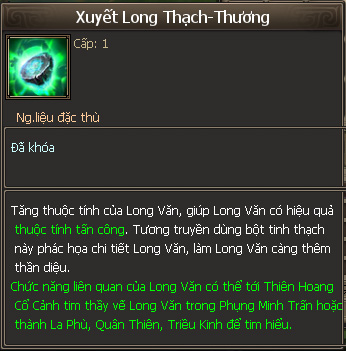 Xuyết Long Thạch-Thương
Cấp: 1
Ng.liệu đặc thù
Đã khóa
Tăng thuộc tính của Long Văn, giúp Long Văn có hiệu quả
thuộc tính tấn công. Tương truyền dùng bột tinh thạch
này phác họa chi tiết Long Văn, làm Long Văn càng thêm
thần diệu.
Chức năng liên quan của Long Văn có thể tới Thiên Hoang
Cổ Cảnh tìm thầy vẽ Long Văn trong Phụng Minh Trấn hoặc
thành La Phù, Quân Thiên, Triều Kinh để tìm hiểu.